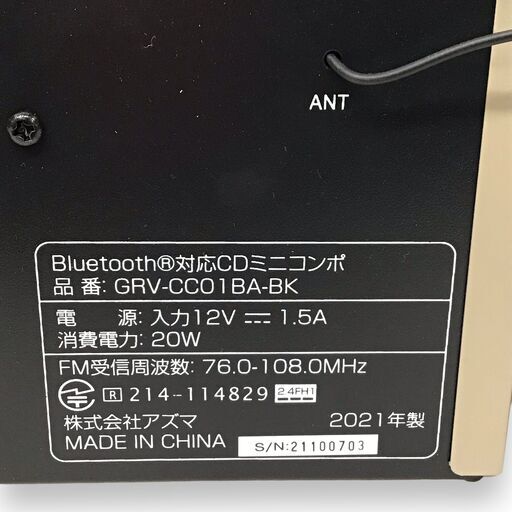 ANT
Bluetooth®対応CDミニコンポ
品 番: GRV-CC01BA-BK
電 源: 入力12V ⎓ 1.5A
消費電力: 20W
FM受信周波数: 76.0-108.0MHz
R 214-114829 2.4FH1
株式会社アズマ 2021年製
MADE IN CHINA S/N:21100703